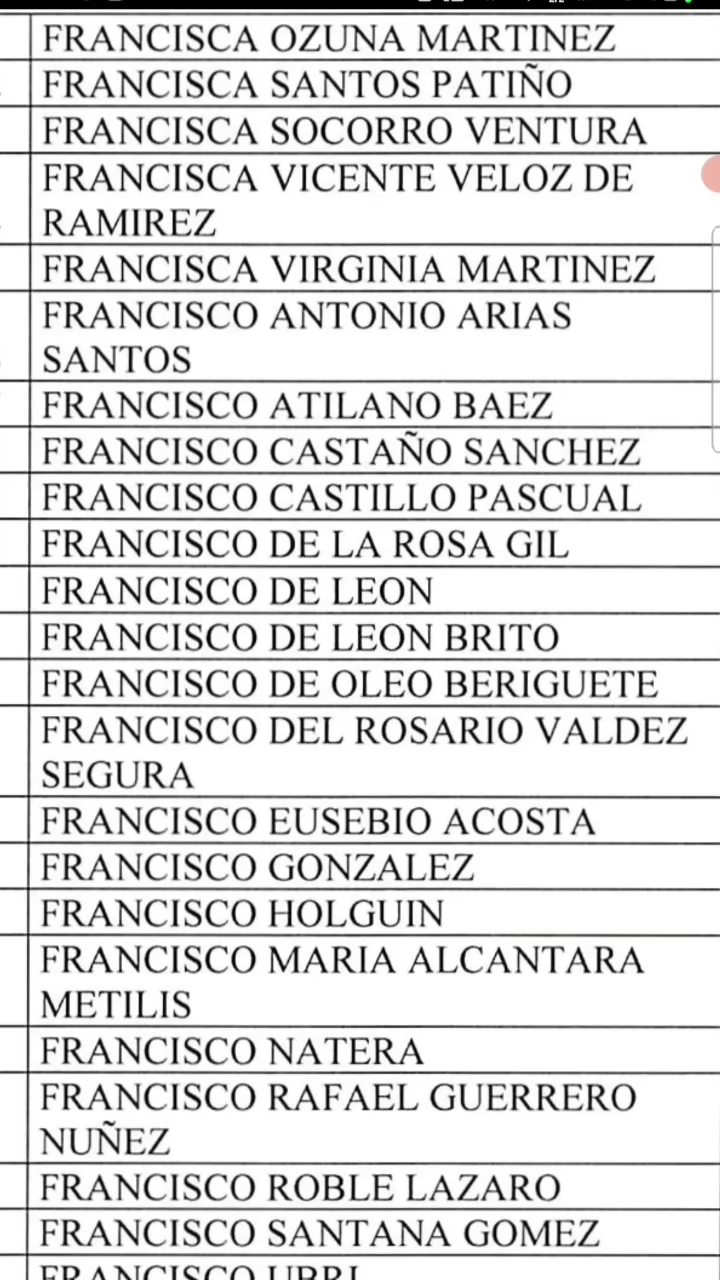 FRANCISCA OZUNA MARTINEZ
FRANCISCA SANTOS PATIÑO
FRANCISCA SOCORRO VENTURA
FRANCISCA VICENTE VELOZ DE
RAMIREZ
FRANCISCA VIRGINIA MARTINEZ
FRANCISCO ANTONIO ARIAS
SANTOS
FRANCISCO ATILANO BAEZ
FRANCISCO CASTAÑO SANCHEZ
FRANCISCO CASTILLO PASCUAL
FRANCISCO DE LA ROSA GIL
FRANCISCO DE LEON
FRANCISCO DE LEON BRITO
FRANCISCO DE OLEO BERIGUETE
FRANCISCO DEL ROSARIO VALDEZ
SEGURA
FRANCISCO EUSEBIO ACOSTA
FRANCISCO GONZALEZ
FRANCISCO HOLGUIN
FRANCISCO MARIA ALCANTARA
METILIS
FRANCISCO NATERA
FRANCISCO RAFAEL GUERRERO
NUÑEZ
FRANCISCO ROBLE LAZARO
FRANCISCO SANTANA GOMEZ
FRANCISCO UBRI